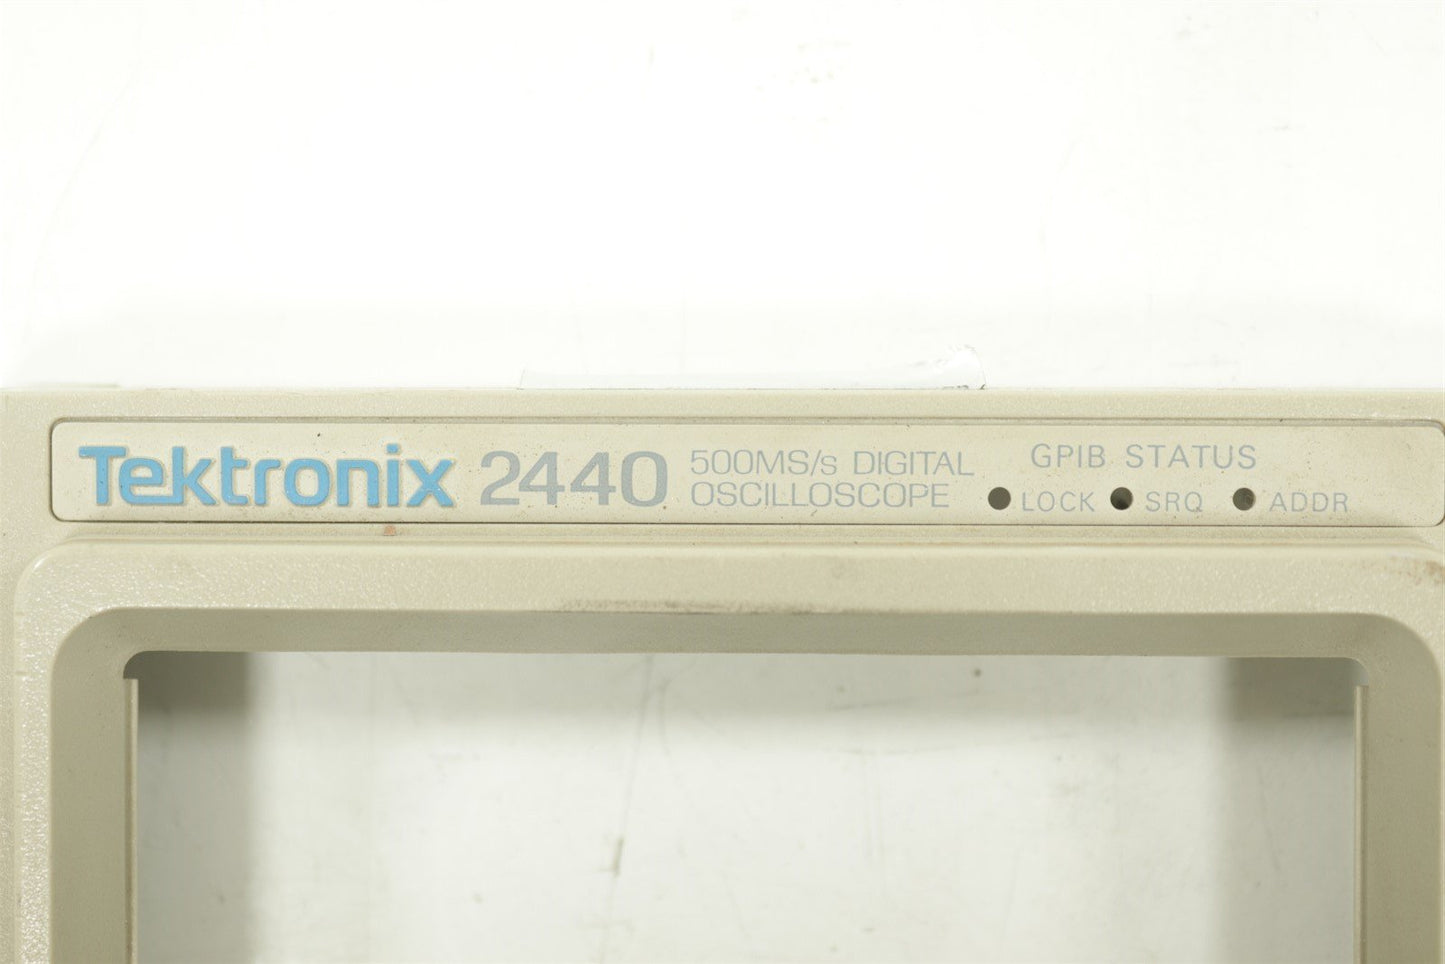 Tektronix 2440 500MS/s DIGITAL
OSCILLOSCOPE
GPIB STATUS
LOCK SRQ ADDR